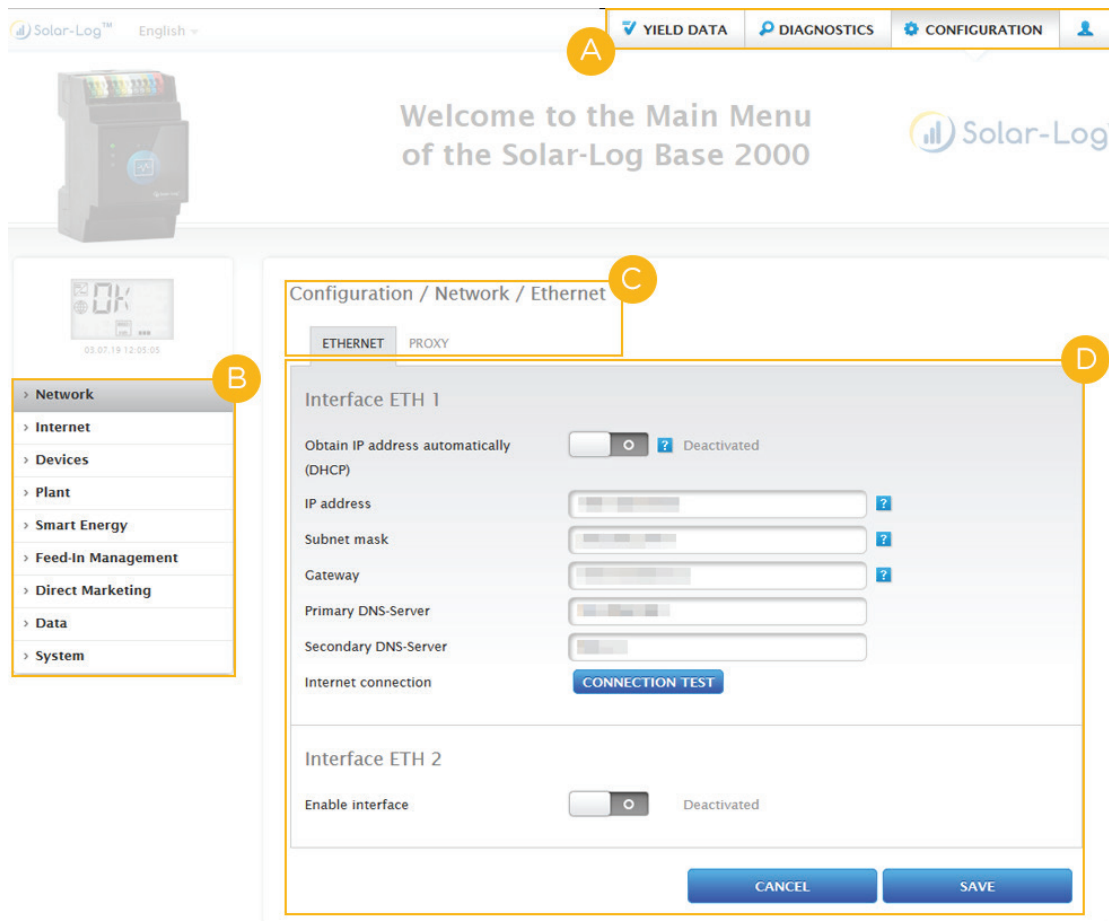 Solar-Log™ English
YIELD DATA DIAGNOSTICS CONFIGURATION
A
Welcome to the Main Menu
of the Solar-Log Base 2000
Solar-Log
OK
03.07.19 12:05:05
B
> Network
> Internet
> Devices
> Plant
> Smart Energy
> Feed-In Management
> Direct Marketing
> Data
> System
C
Configuration / Network / Ethernet
ETHERNET PROXY
D
Interface ETH 1
Obtain IP address automatically ? Deactivated
(DHCP)
IP address ?
Subnet mask ?
Gateway ?
Primary DNS-Server
Secondary DNS-Server
Internet connection CONNECTION TEST
Interface ETH 2
Enable interface Deactivated
CANCEL SAVE